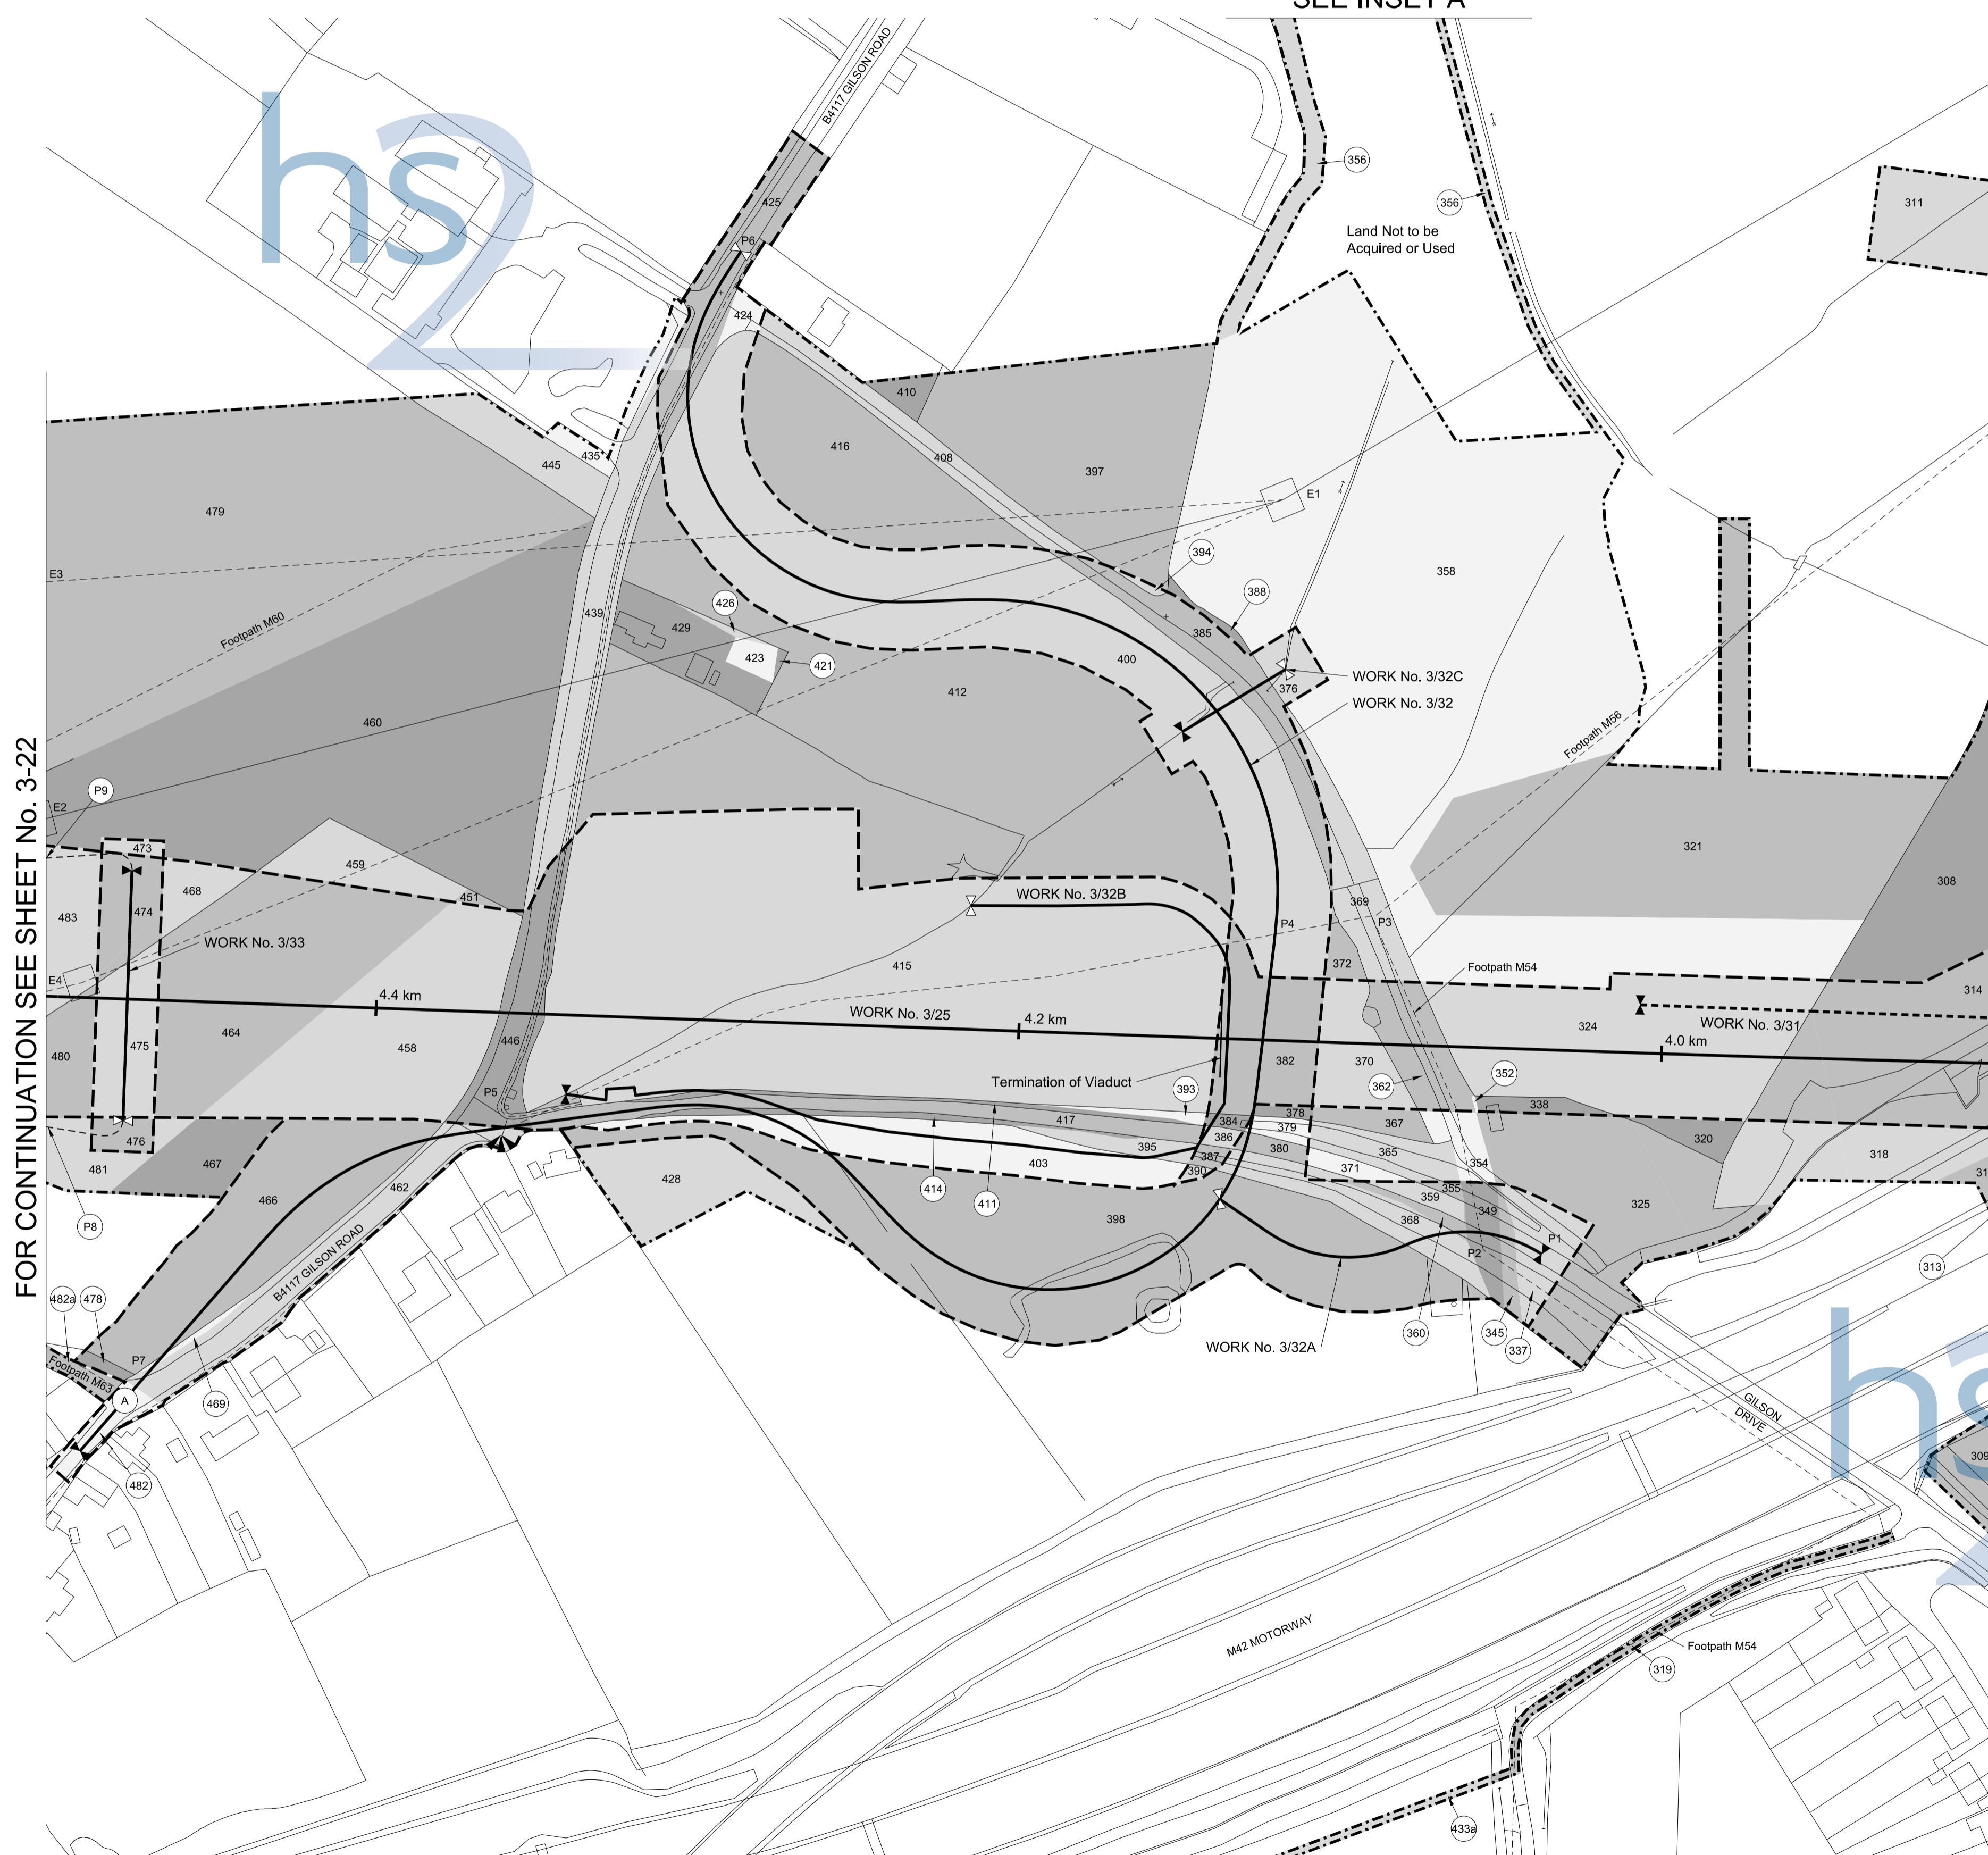 SEE INSET A
B4117 GILSON ROAD
hs2
356
425
356
311
Land Not to be
Acquired or Used
P6
424
410
416
408
397
435
445
E1
479
394
358
E3
388
426
439
Footpath M60
429
385
423
421
400
WORK No. 3/32C
376
412
WORK No. 3/32
460
Footpath M56
P9
E2
321
473
459
308
468
451
WORK No. 3/32B
369
483
474
P3
P4
WORK No. 3/33
415
372
Footpath M54
E4
314
4.4 km
WORK No. 3/25
4.2 km
324
WORK No. 3/31
464
446
4.0 km
475
458
480
382
370
Termination of Viaduct
362
352
P5
393
338
378
417
384
379
367
386
320
476
395
380
365
318
467
387
403
354
481
390
371
31
428
414
355
462
359
466
411
349
325
398
368
P8
P1
P2
B4117 GILSON ROAD
313
482a
478
360
345
337
WORK No. 3/32A
P7
Footpath M63
A
469
GILSON
DRIVE
hs
309
482
M42 MOTORWAY
Footpath M54
319
433a
FOR CONTINUATION SEE SHEET No. 3-22